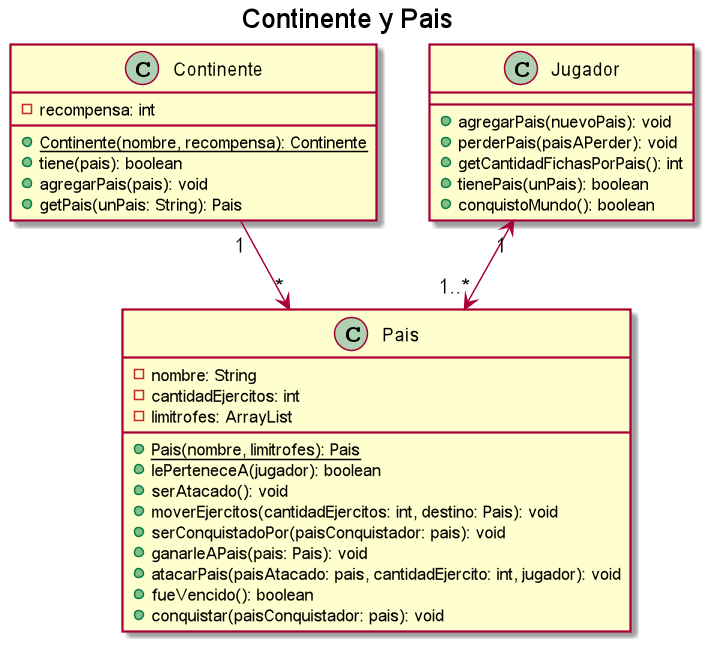 Continente y Pais
C Continente
recompensa: int
Continente(nombre, recompensa): Continente
tiene(pais): boolean
agregarPais(pais): void
getPais(unPais: String): Pais
C Jugador
agregarPais(nuevoPais): void
perderPais(paisAPerder): void
getCantidadFichasPorPais(): int
tienePais(unPais): boolean
conquistoMundo(): boolean
1
*
1
1..*
C Pais
nombre: String
cantidadEjercitos: int
limitrofes: ArrayList
Pais(nombre, limitrofes): Pais
lePerteneceA(jugador): boolean
serAtacado(): void
moverEjercitos(cantidadEjercitos: int, destino: Pais): void
serConquistadoPor(paisConquistador: pais): void
ganarleAPais(pais: Pais): void
atacarPais(paisAtacado: pais, cantidadEjercito: int, jugador): void
fueVencido(): boolean
conquistar(paisConquistador: pais): void